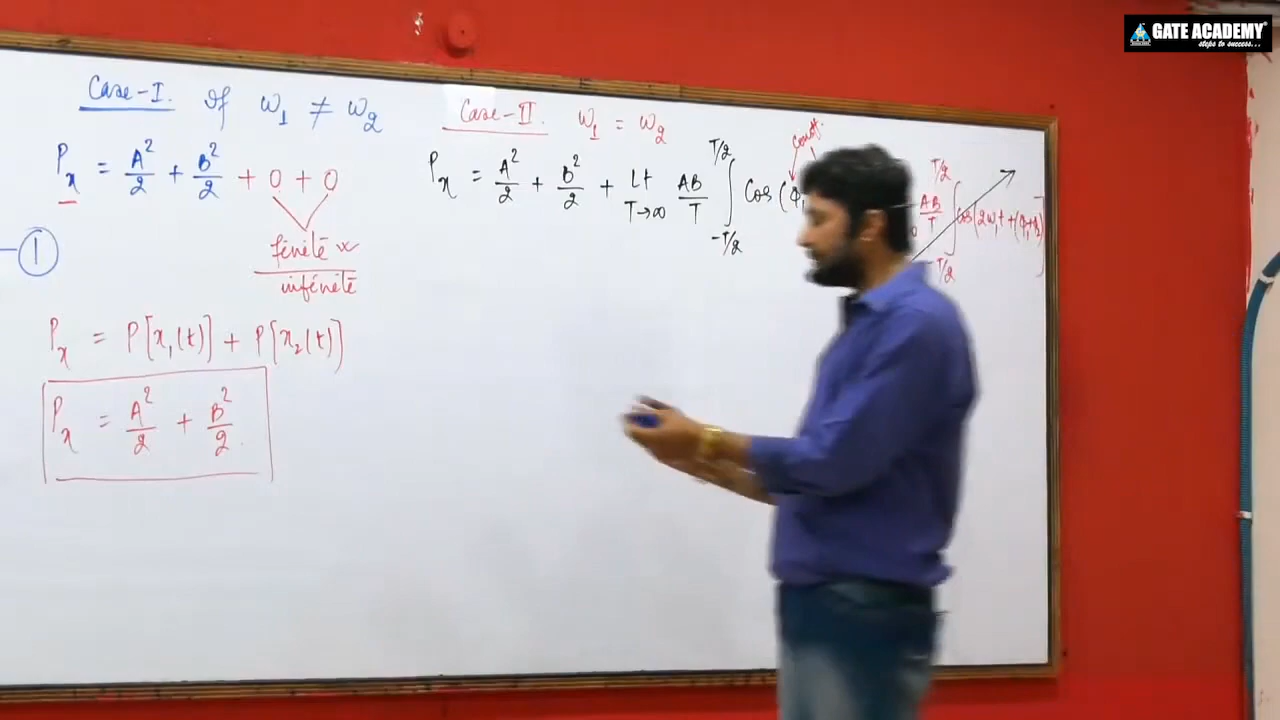 GATE ACADEMY®
steps to success...
Case-I. If ω₁ ≠ ω₂
Pₓ = A²/2 + B²/2 + 0 + 0
finite x
infinite
1
Pₓ = P[x₁(t)] + P[x₂(t)]
Pₓ = A²/2 + B²/2.
Case-II. ω₁ = ω₂
const.
Pₓ = A²/2 + B²/2 + Lt T→∞ AB/T ∫ T/2 -T/2 Cos (φ₁
AB/T ∫ T/2 -T/2 cos(2ω₁t + (φ₁+φ₂)